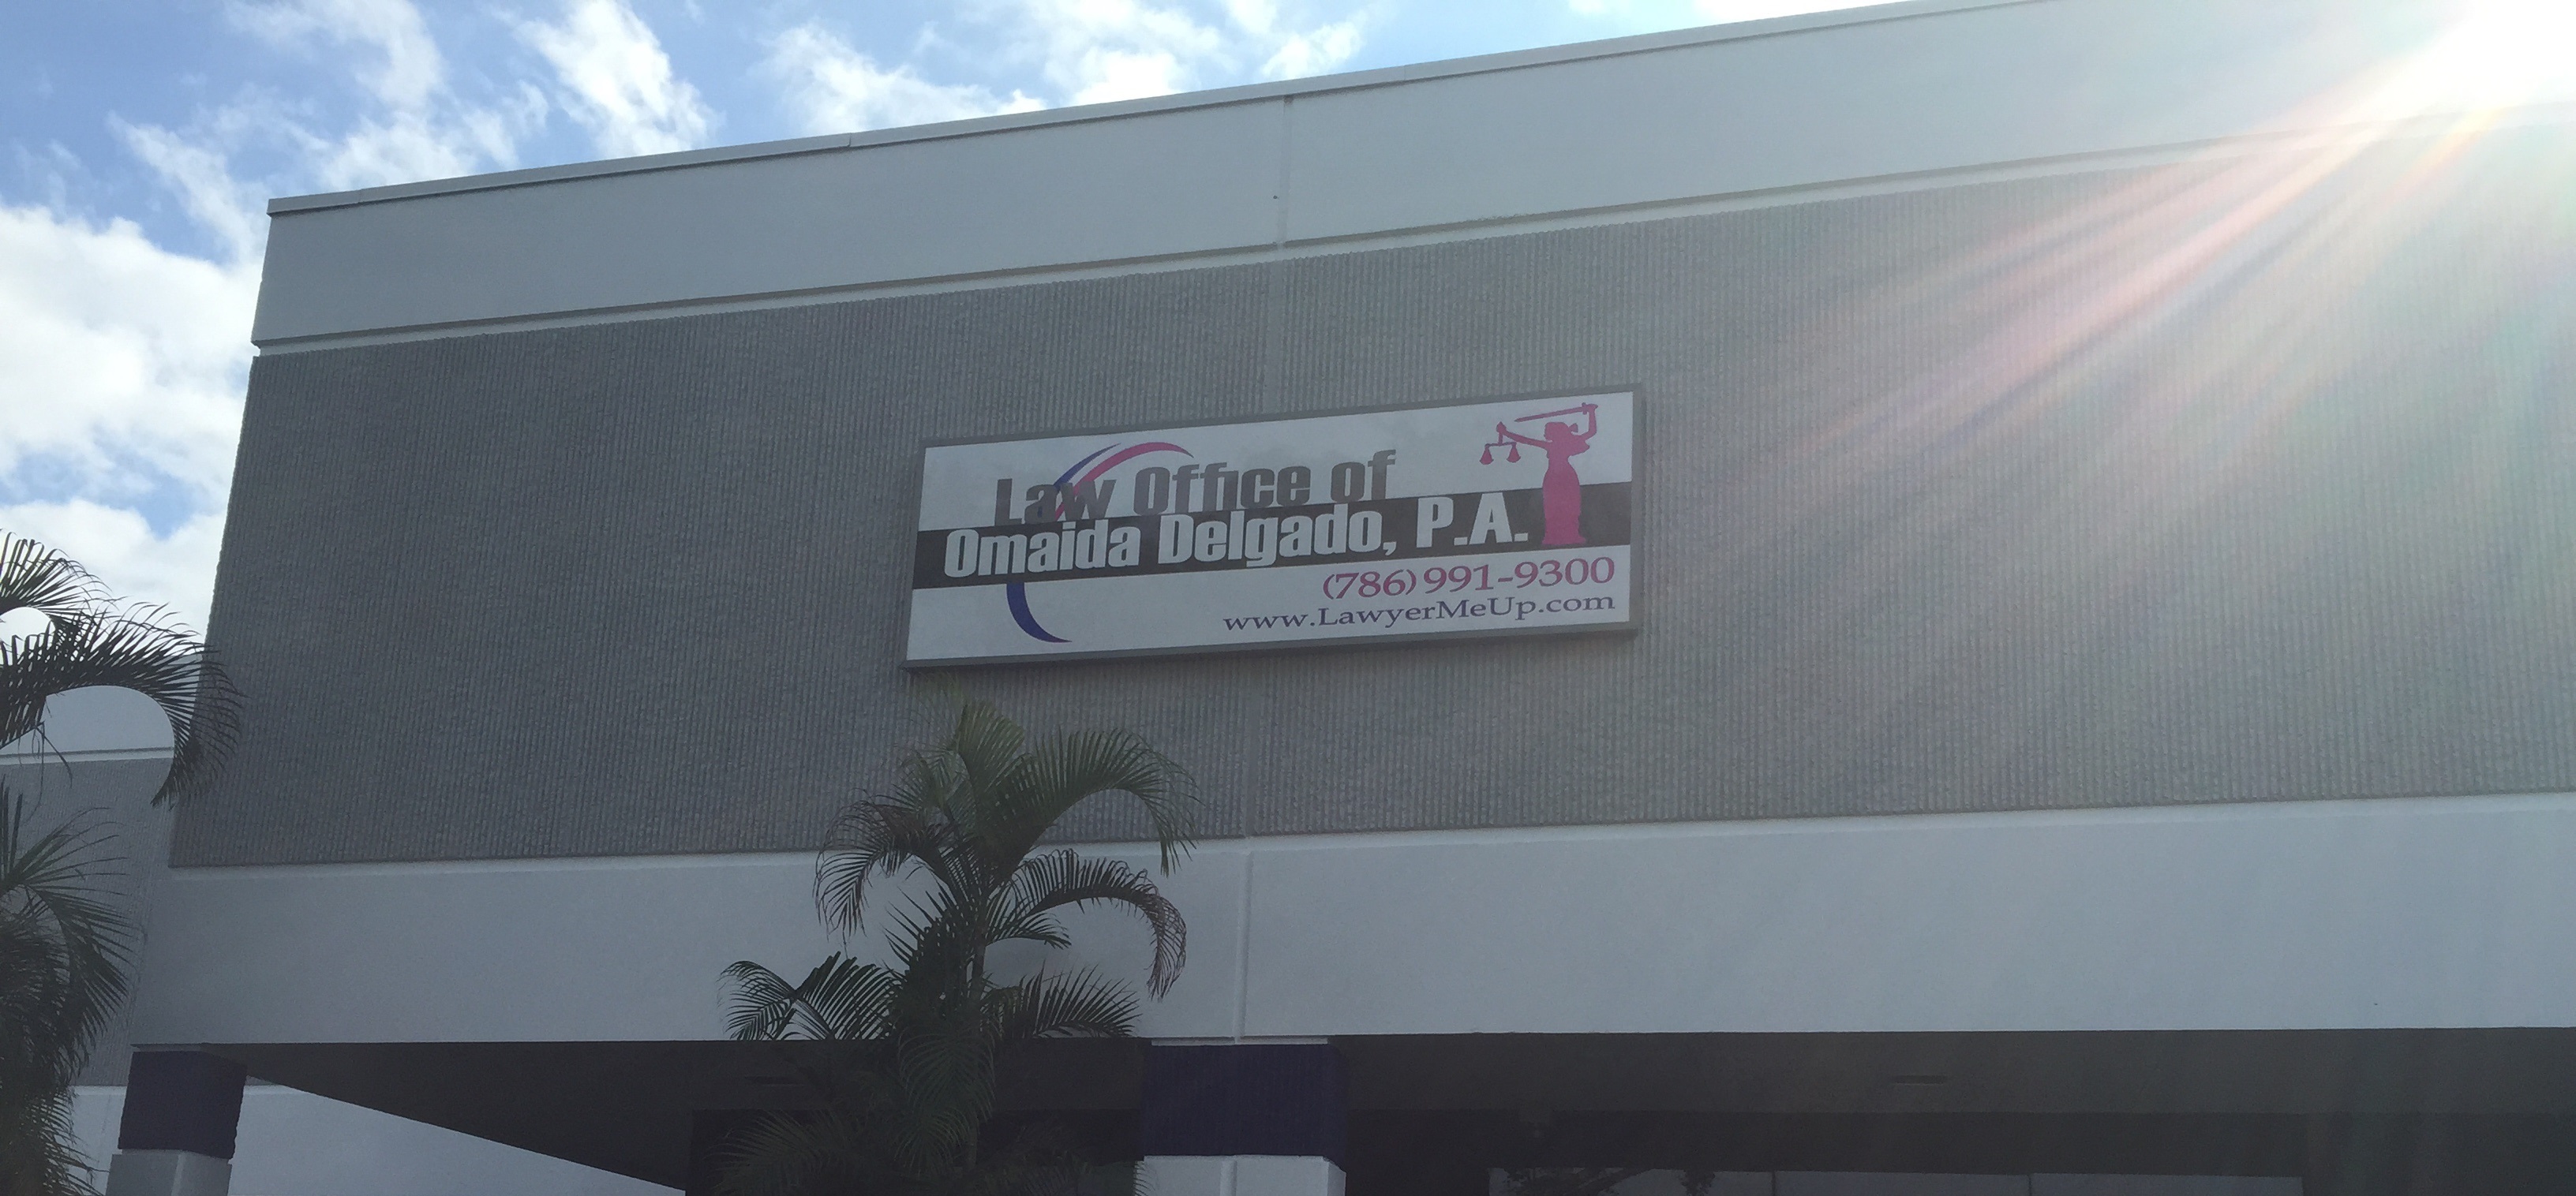 Law Office of
Omaida Delgado, P.A.
(786) 991-9300
www.LawyerMeUp.com